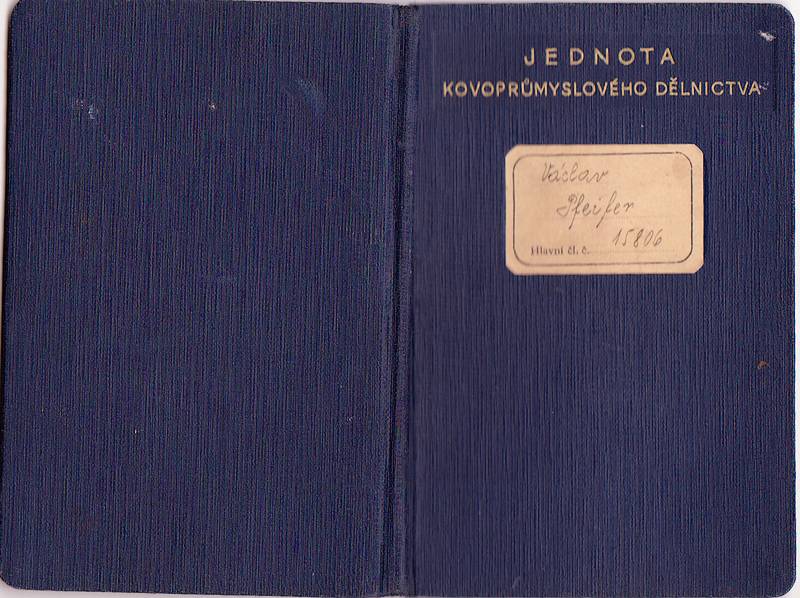 JEDNOTA
KOVOPRŮMYSLOVÉHO DĚLNICTVA
Václav
Pfeifer
Hlavní čl. č. 15806